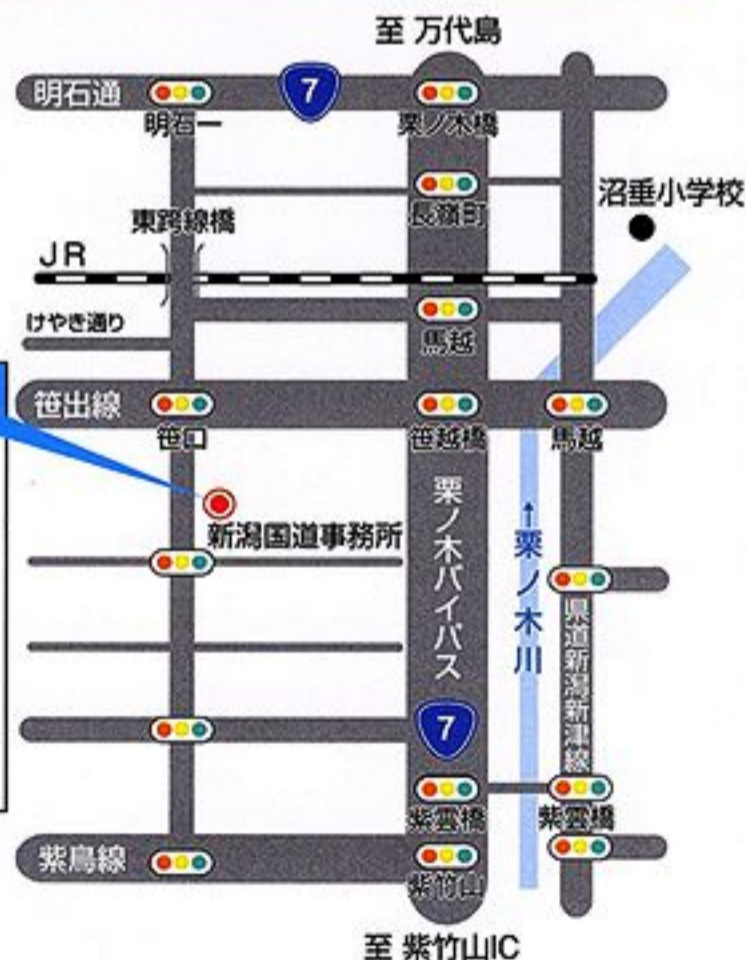 至 万代島
明石通
7
明石一
栗ノ木橋
長嶺町
沼垂小学校
東跨線橋
JR
けやき通り
馬越
笹出線
笹口
笹越橋
馬越
新潟国道事務所
栗ノ木バイパス
↑栗ノ木川
県道新潟新津線
7
紫雲橋
紫雲橋
紫鳥線
紫竹山
至 紫竹山IC